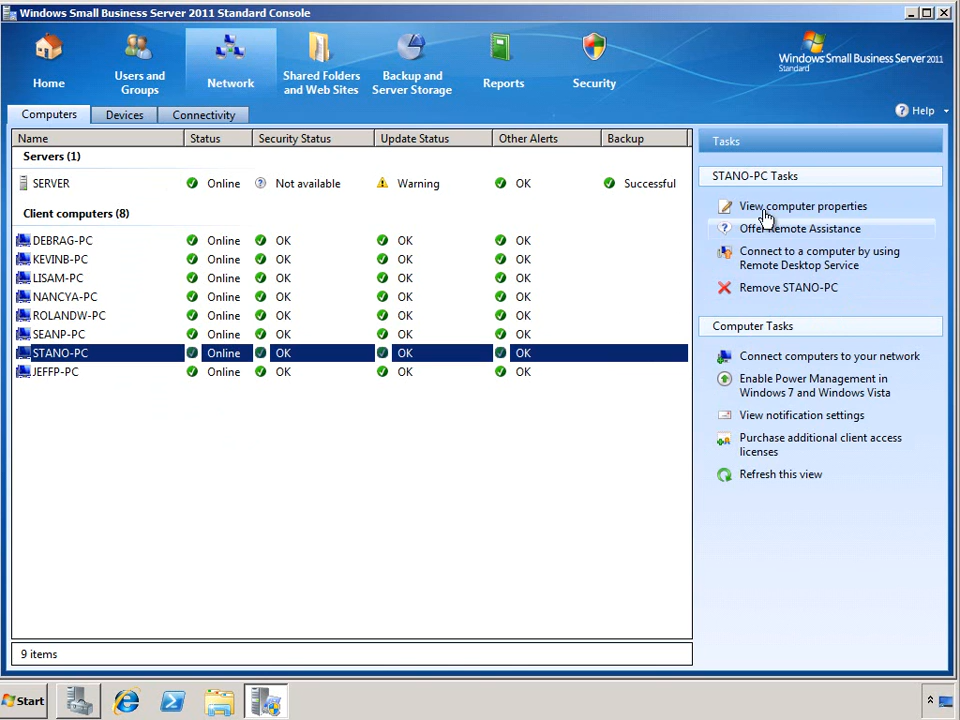 Windows Small Business Server 2011 Standard Console
Home
Users and
Groups
Network
Shared Folders
and Web Sites
Backup and
Server Storage
Reports
Security
Windows Small Business Server 2011
Standard
Computers
Devices
Connectivity
Help
Name Status Security Status Update Status Other Alerts Backup
Servers (1)
SERVER Online Not available Warning OK Successful
Client computers (8)
DEBRAG-PC Online OK OK OK
KEVINB-PC Online OK OK OK
LISAM-PC Online OK OK OK
NANCYA-PC Online OK OK OK
ROLANDW-PC Online OK OK OK
SEANP-PC Online OK OK OK
STANO-PC Online OK OK OK
JEFFP-PC Online OK OK OK
9 items
Tasks
STANO-PC Tasks
View computer properties
Offer Remote Assistance
Connect to a computer by using
Remote Desktop Service
Remove STANO-PC
Computer Tasks
Connect computers to your network
Enable Power Management in
Windows 7 and Windows Vista
View notification settings
Purchase additional client access
licenses
Refresh this view
Start